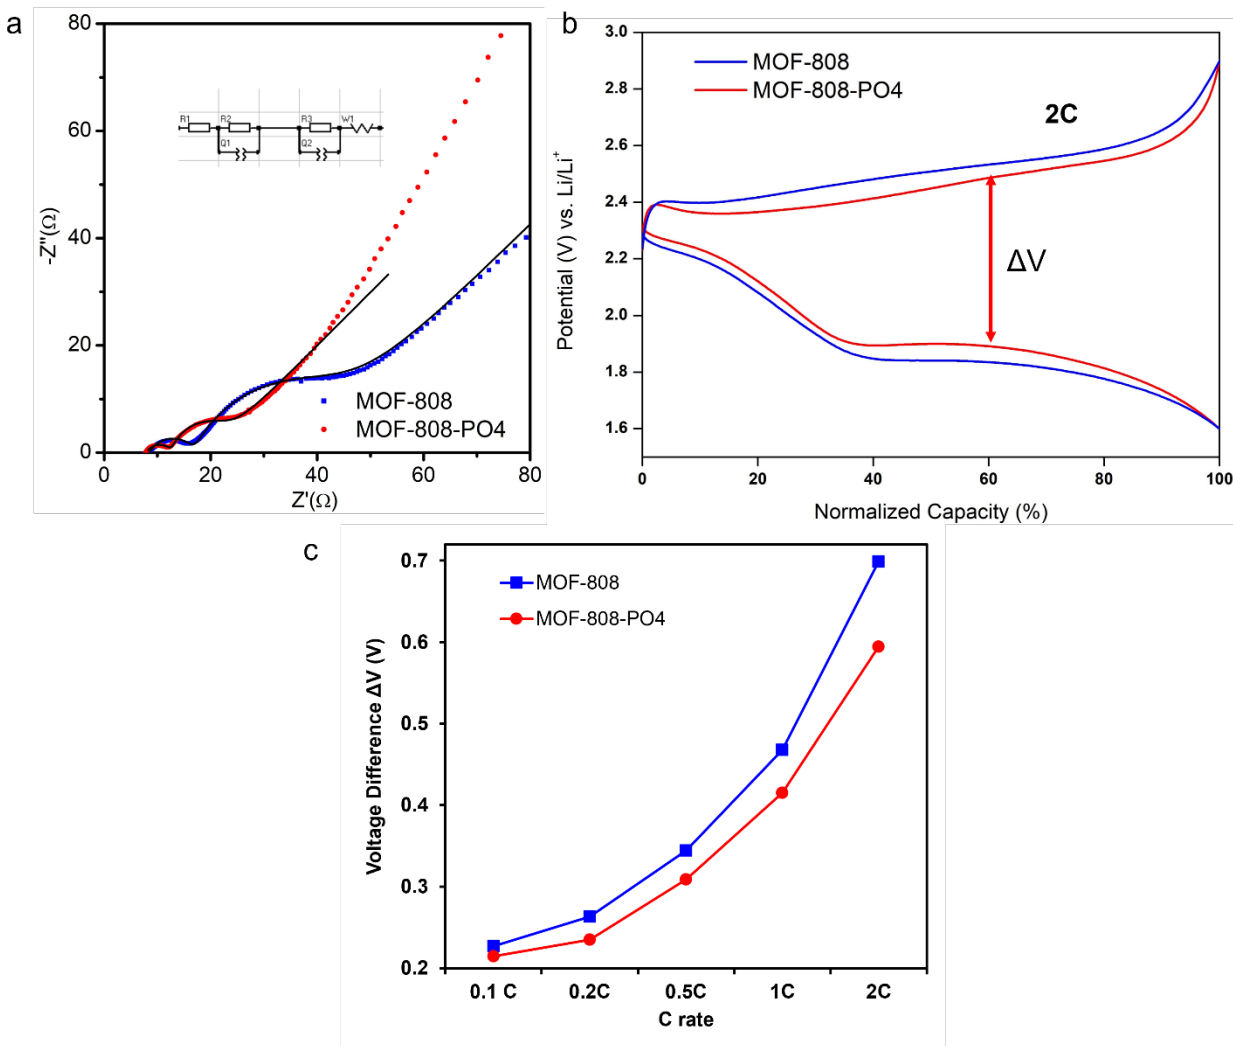 a
80
60
40
20
0
-Z''(Ω)
R1 R2 R3 W1
Q1 Q2
MOF-808
MOF-808-PO4
0 20 40 60 80
Z'(Ω)
b
3.0
2.8
2.6
2.4
2.2
2.0
1.8
1.6
Potential (V) vs. Li/Li⁺
MOF-808
MOF-808-PO4
2C
ΔV
0 20 40 60 80 100
Normalized Capacity (%)
c
0.7
0.6
0.5
0.4
0.3
0.2
Voltage Difference ΔV (V)
MOF-808
MOF-808-PO4
0.1 C 0.2C 0.5C 1C 2C
C rate